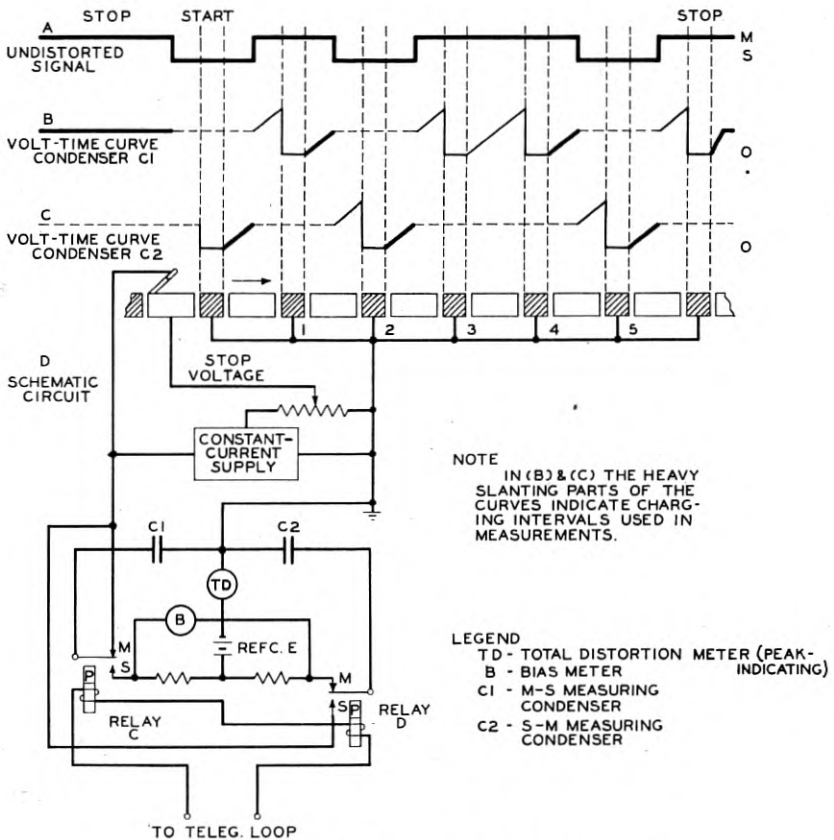 A
STOP
START
STOP
M
S
UNDISTORTED
SIGNAL
B
VOLT-TIME CURVE
CONDENSER C1
O
C
VOLT-TIME CURVE
CONDENSER C2
O
1 2 3 4 5
D
SCHEMATIC
CIRCUIT
STOP
VOLTAGE
CONSTANT-
CURRENT
SUPPLY
C1
C2
TD
B
REFC. E
M
S
M
S
P
P
RELAY
C
RELAY
D
TO TELEG. LOOP
NOTE
IN (B) & (C) THE HEAVY
SLANTING PARTS OF THE
CURVES INDICATE CHARG-
ING INTERVALS USED IN
MEASUREMENTS.
LEGEND
TD - TOTAL DISTORTION METER (PEAK-
INDICATING)
B - BIAS METER
C1 - M-S MEASURING
CONDENSER
C2 - S-M MEASURING
CONDENSER